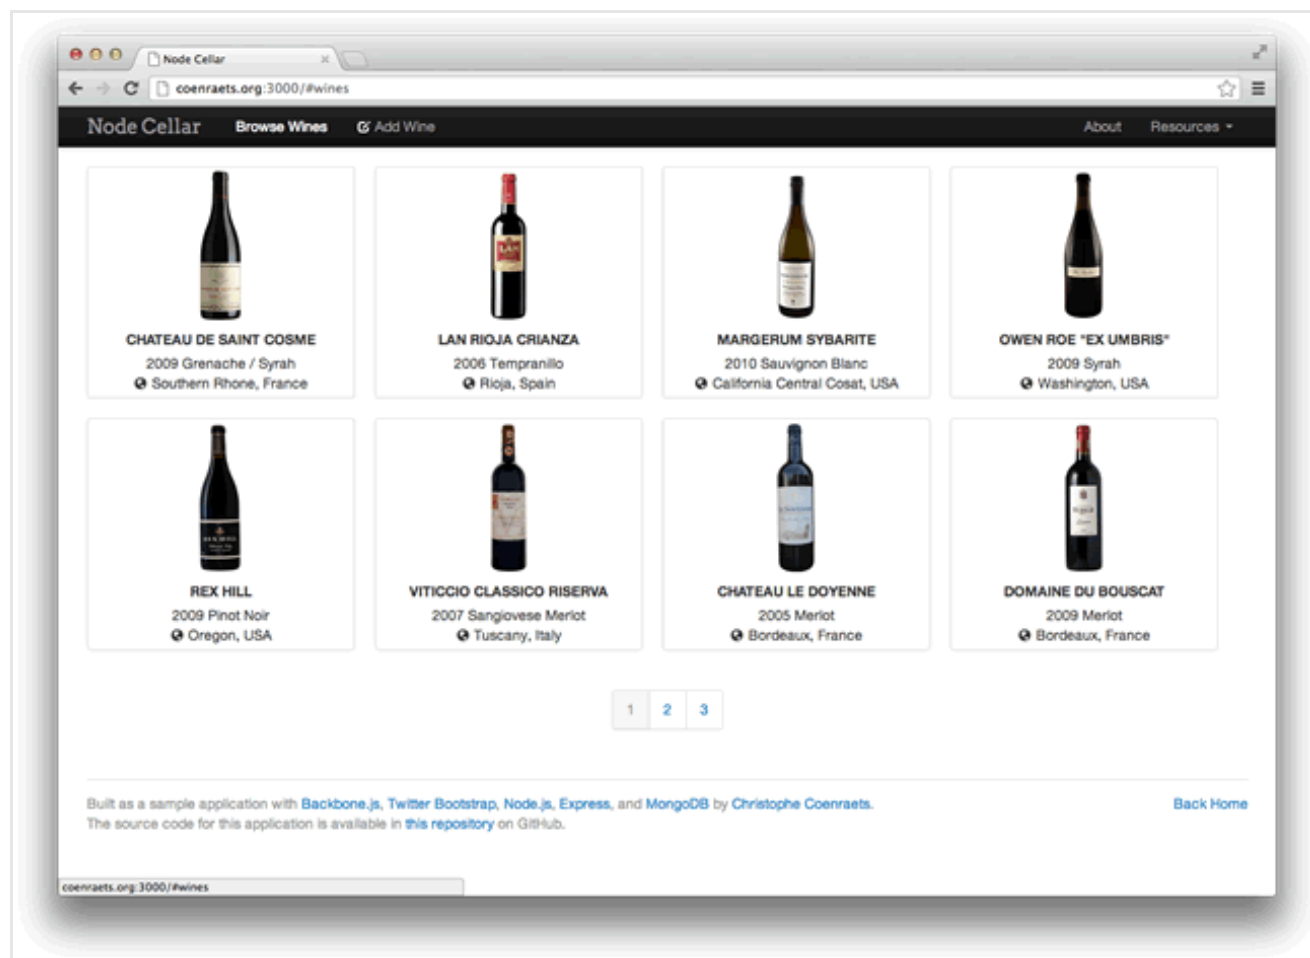 Node Cellar
coenraets.org:3000/#wines
Node Cellar Browse Wines Add Wine About Resources
CHATEAU DE SAINT COSME
2009 Grenache / Syrah
Southern Rhone, France
LAN RIOJA CRIANZA
2006 Tempranillo
Rioja, Spain
MARGERUM SYBARITE
2010 Sauvignon Blanc
California Central Cosat, USA
OWEN ROE "EX UMBRIS"
2009 Syrah
Washington, USA
REX HILL
REX HILL
2009 Pinot Noir
Oregon, USA
VITICCIO CLASSICO RISERVA
2007 Sangiovese Merlot
Tuscany, Italy
CHATEAU LE DOYENNE
2005 Merlot
Bordeaux, France
DOMAINE DU BOUSCAT
2009 Merlot
Bordeaux, France
1 2 3
Built as a sample application with Backbone.js, Twitter Bootstrap, Node.js, Express, and MongoDB by Christophe Coenraets. Back Home
The source code for this application is available in this repository on GitHub.
coenraets.org:3000/#wines